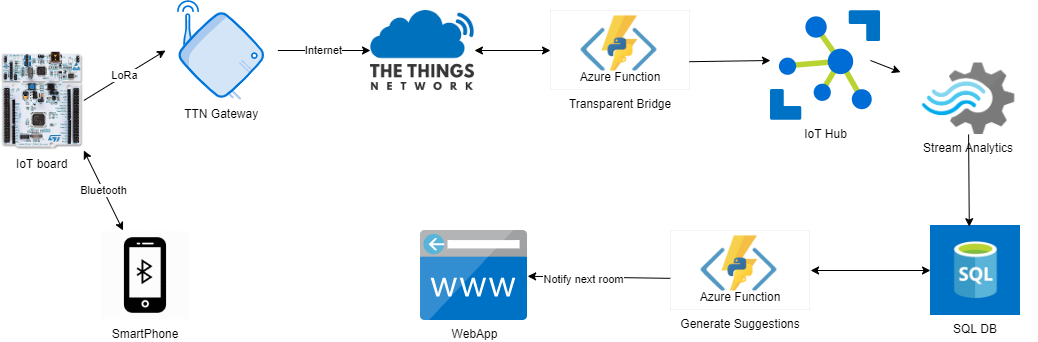 LoRa
TTN Gateway
Internet
THE THINGS
NETWORK
Azure Function
Transparent Bridge
IoT Hub
Stream Analytics
IoT board
Bluetooth
SmartPhone
WWW
WebApp
Notify next room
Azure Function
Generate Suggestions
SQL
SQL DB